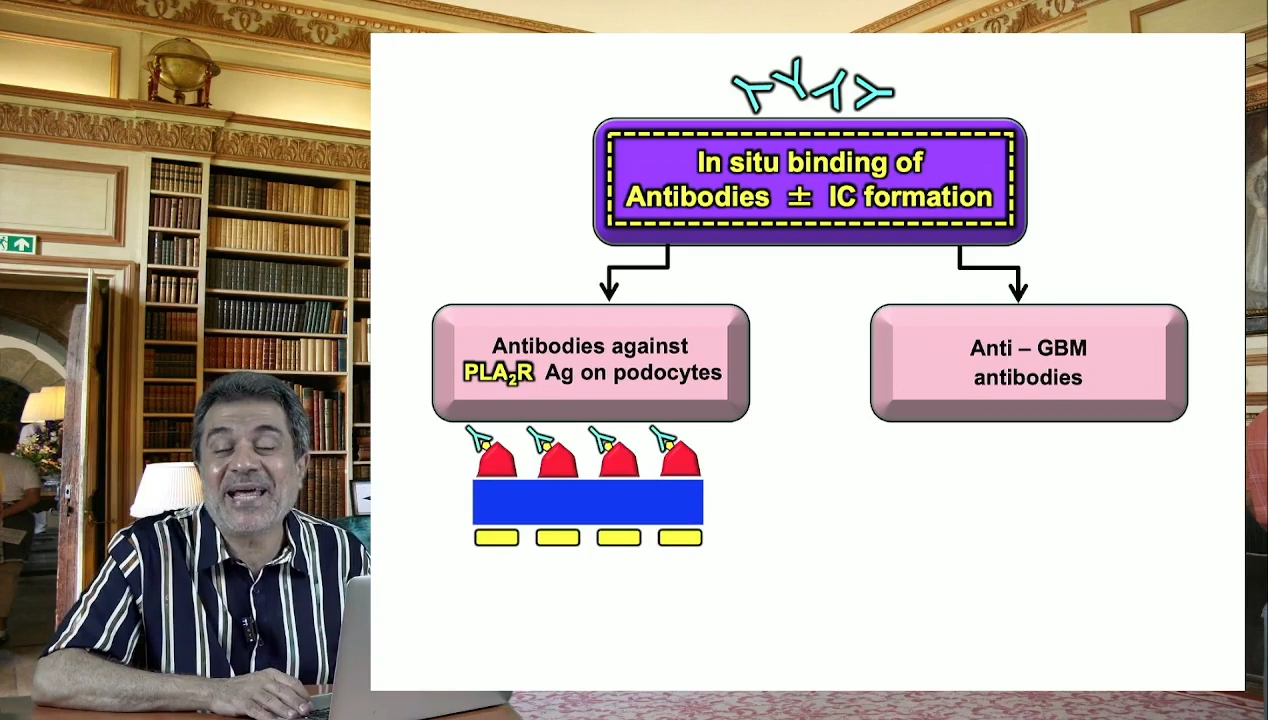 In situ binding of
Antibodies ± IC formation
Antibodies against
PLA₂R Ag on podocytes
Anti – GBM
antibodies